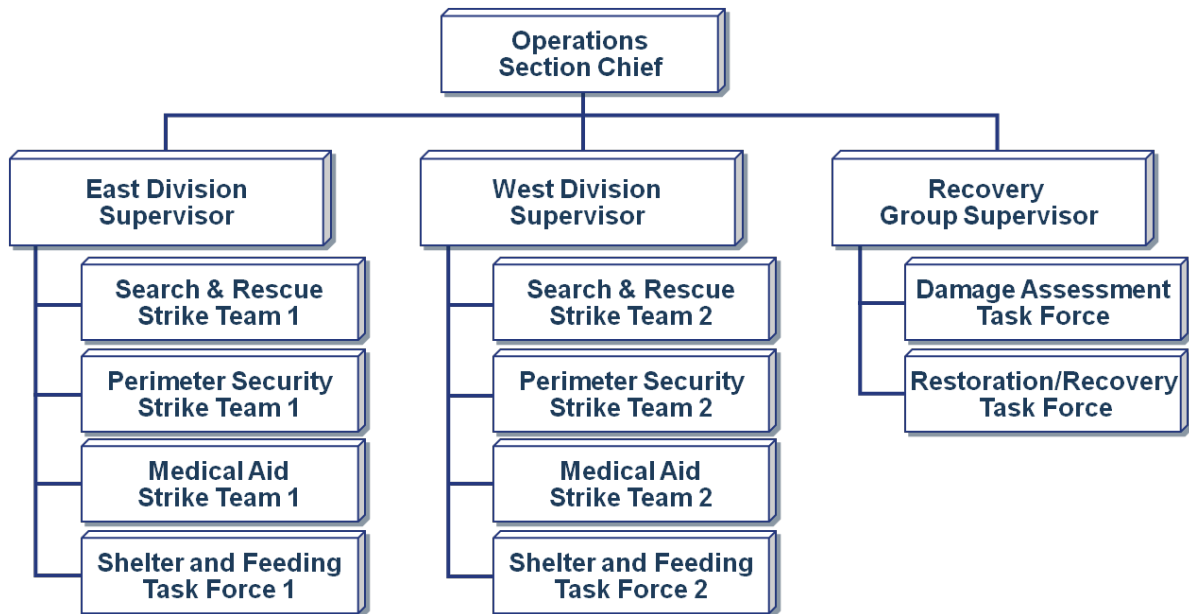 Operations
Section Chief
East Division
Supervisor
Search & Rescue
Strike Team 1
Perimeter Security
Strike Team 1
Medical Aid
Strike Team 1
Shelter and Feeding
Task Force 1
West Division
Supervisor
Search & Rescue
Strike Team 2
Perimeter Security
Strike Team 2
Medical Aid
Strike Team 2
Shelter and Feeding
Task Force 2
Recovery
Group Supervisor
Damage Assessment
Task Force
Restoration/Recovery
Task Force